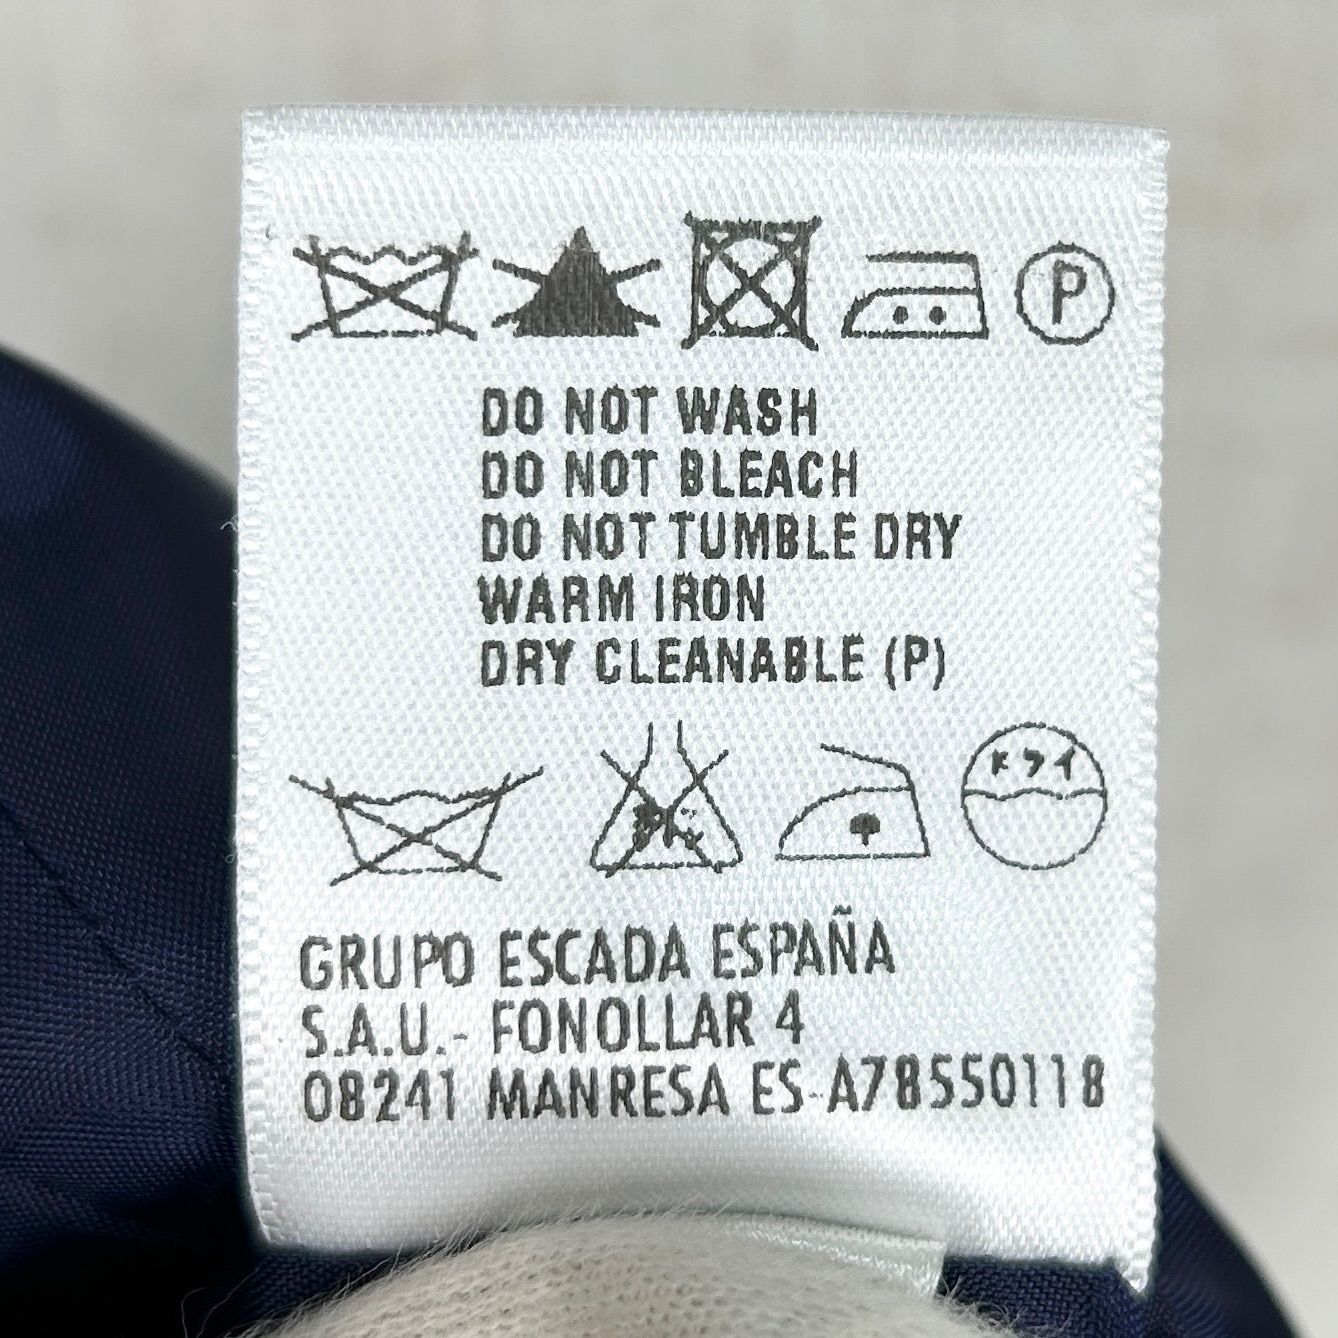 P
DO NOT WASH
DO NOT BLEACH
DO NOT TUMBLE DRY
WARM IRON
DRY CLEANABLE (P)
ドライ
GRUPO ESCADA ESPAÑA
S.A.U.- FONOLLAR 4
08241 MANRESA ES-A78550118